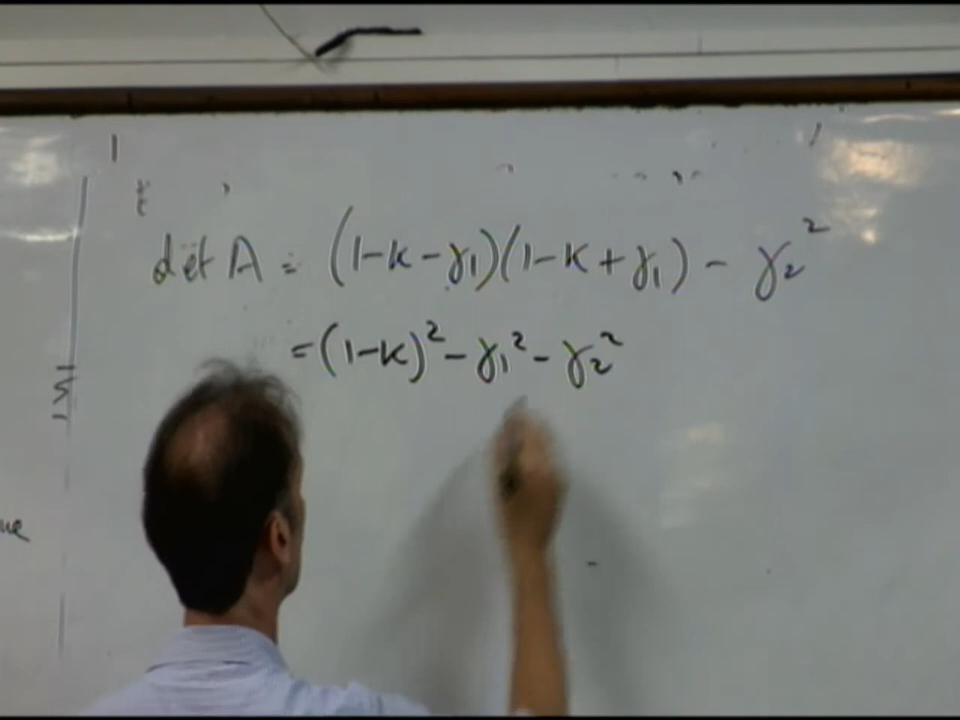 det A = (1-κ-γ₁)(1-κ+γ₁) - γ₂²
= (1-κ)² - γ₁² - γ₂²